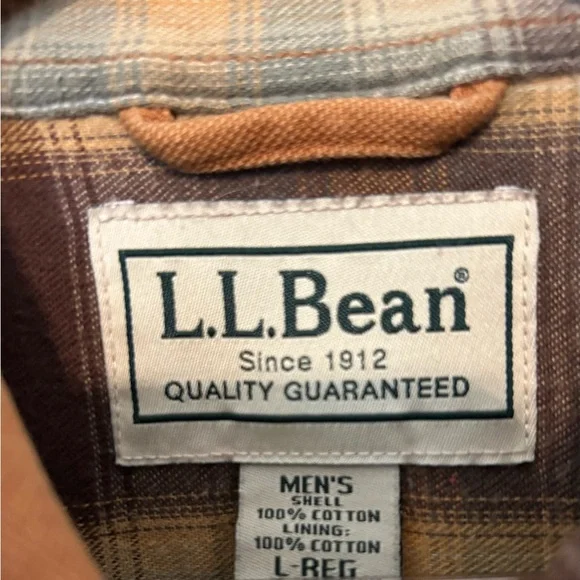 L.L.Bean®
Since 1912
QUALITY GUARANTEED
MEN'S
SHELL
100% COTTON
LINING:
100% COTTON
L-REG